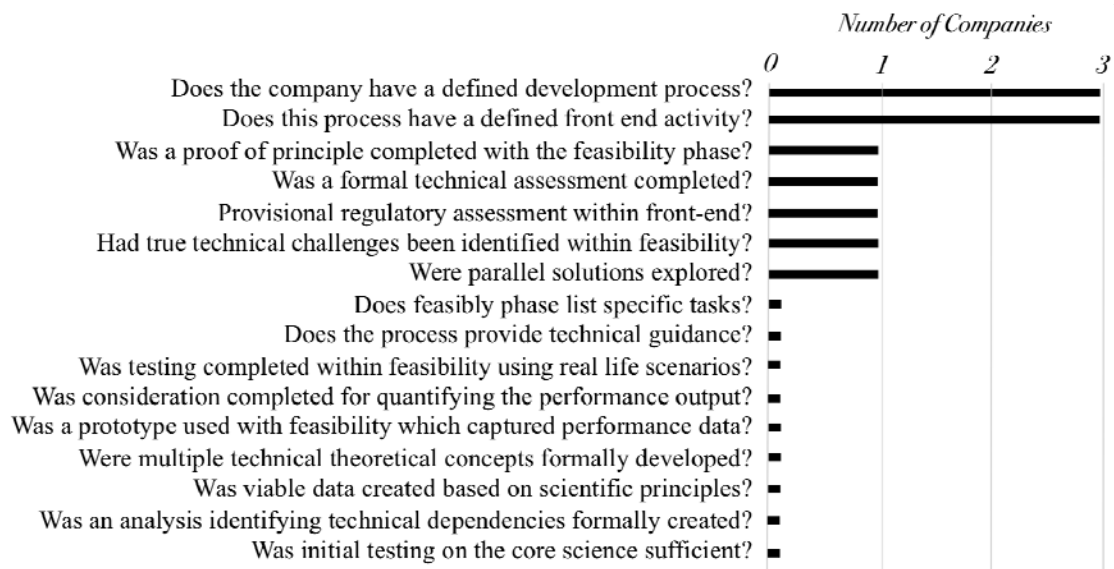 Number of Companies
0 1 2 3
Does the company have a defined development process?
Does this process have a defined front end activity?
Was a proof of principle completed with the feasibility phase?
Was a formal technical assessment completed?
Provisional regulatory assessment within front-end?
Had true technical challenges been identified within feasibility?
Were parallel solutions explored?
Does feasibly phase list specific tasks?
Does the process provide technical guidance?
Was testing completed within feasibility using real life scenarios?
Was consideration completed for quantifying the performance output?
Was a prototype used with feasibility which captured performance data?
Were multiple technical theoretical concepts formally developed?
Was viable data created based on scientific principles?
Was an analysis identifying technical dependencies formally created?
Was initial testing on the core science sufficient?